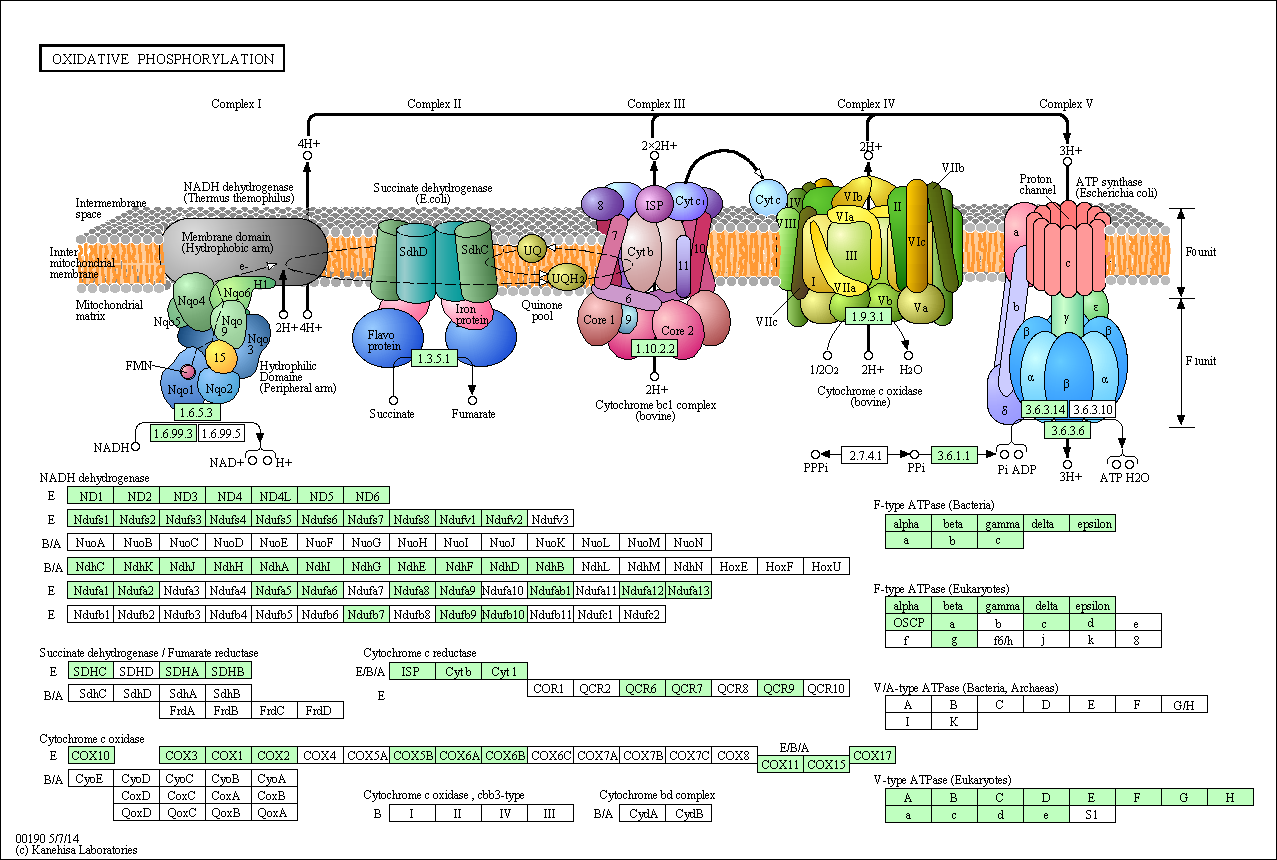 OXIDATIVE PHOSPHORYLATION
Complex I
Complex II
Complex III
Complex IV
Complex V
4H+
2×2H+
2H+
3H+
NADH dehydrogenase
(Thermus themophilus)
Succinate dehydrogenase
(E.coli)
VIIb
Proton
channel
ATP synthase
(Escherichia coli)
Intermembrane
space
8
ISP
Cyt c1
Cyt c
IV
VIb
II
VIIIa
VIII
VIa
Membrane domain
(Hydrophobic arm)
e-
H1
SdhD
SdhC
UQ
UQH2
7
Cyt b
10
11
6
III
VIc
I
VIIa
a
c
F0 unit
Innter
mitochondrial
membrane
Mitochondrial
matrix
Nqo4
Nqo6
Nqo5
Nqo
9
Nqo
3
15
FMN
Nqo1
Nqo2
2H+
4H+
Hydrophilic
Domaine
(Peripheral arm)
Flavo
protein
Iron
protein
Quinone
pool
Core 1
9
Core 2
VIIc
Vb
Va
b
γ
ε
β
β
α
β
α
δ
F1 unit
1.3.5.1
1.10.2.2
1.9.3.1
1/2O2
2H+
H2O
Cytochrome c oxidase
(bovine)
Succinate
Fumarate
2H+
Cytochrome bc1 complex
(bovine)
1.6.5.3
1.6.99.3
1.6.99.5
NADH
NAD+
H+
3.6.3.14
3.6.3.10
3.6.3.6
PPPi
2.7.4.1
PPi
3.6.1.1
Pi ADP
3H+
ATP H2O
NADH dehydrogenase
E ND1 ND2 ND3 ND4 ND4L ND5 ND6
E Ndufs1 Ndufs2 Ndufs3 Ndufs4 Ndufs5 Ndufs6 Ndufs7 Ndufs8 Ndufv1 Ndufv2 Ndufv3
B/A NuoA NuoB NuoC NuoD NuoE NuoF NuoG NuoH NuoI NuoJ NuoK NuoL NuoM NuoN
B/A NdhC NdhK NdhJ NdhH NdhA NdhI NdhG NdhE NdhF NdhD NdhB NdhL NdhM NdhN HoxE HoxF HoxU
E Ndufa1 Ndufa2 Ndufa3 Ndufa4 Ndufa5 Ndufa6 Ndufa7 Ndufa8 Ndufa9 Ndufa10 Ndufab1 Ndufa11 Ndufa12 Ndufa13
E Ndufb1 Ndufb2 Ndufb3 Ndufb4 Ndufb5 Ndufb6 Ndufb7 Ndufb8 Ndufb9 Ndufb10 Ndufb11 Ndufc1 Ndufc2
Succinate dehydrogenase / Fumarate reductase
E SDHC SDHD SDHA SDHB
B/A SdhC SdhD SdhA SdhB
FrdA FrdB FrdC FrdD
Cytochrome c reductase
E/B/A ISP Cyt b Cyt 1
E COR1 QCR2 QCR6 QCR7 QCR8 QCR9 QCR10
Cytochrome c oxidase
E COX10 COX3 COX1 COX2 COX4 COX5A COX5B COX6A COX6B COX6C COX7A COX7B COX7C COX8
E/B/A
COX11 COX15
COX17
B/A CyoE CyoD CyoC CyoB CyoA
CoxD CoxC CoxA CoxB
QoxD QoxC QoxB QoxA
Cytochrome c oxidase , cbb3-type
B I II IV III
Cytochrome bd complex
B/A CydA CydB
F-type ATPase (Bacteria)
alpha beta gamma delta epsilon
a b c
F-type ATPase (Eukaryotes)
alpha beta gamma delta epsilon
OSCP a b c d e
f g f6/h j k 8
V/A-type ATPase (Bacteria, Archaeas)
A B C D E F G/H
I K
V-type ATPase (Eukaryotes)
A B C D E F G H
a c d e S1
00190 5/7/14
(c) Kanehisa Laboratories